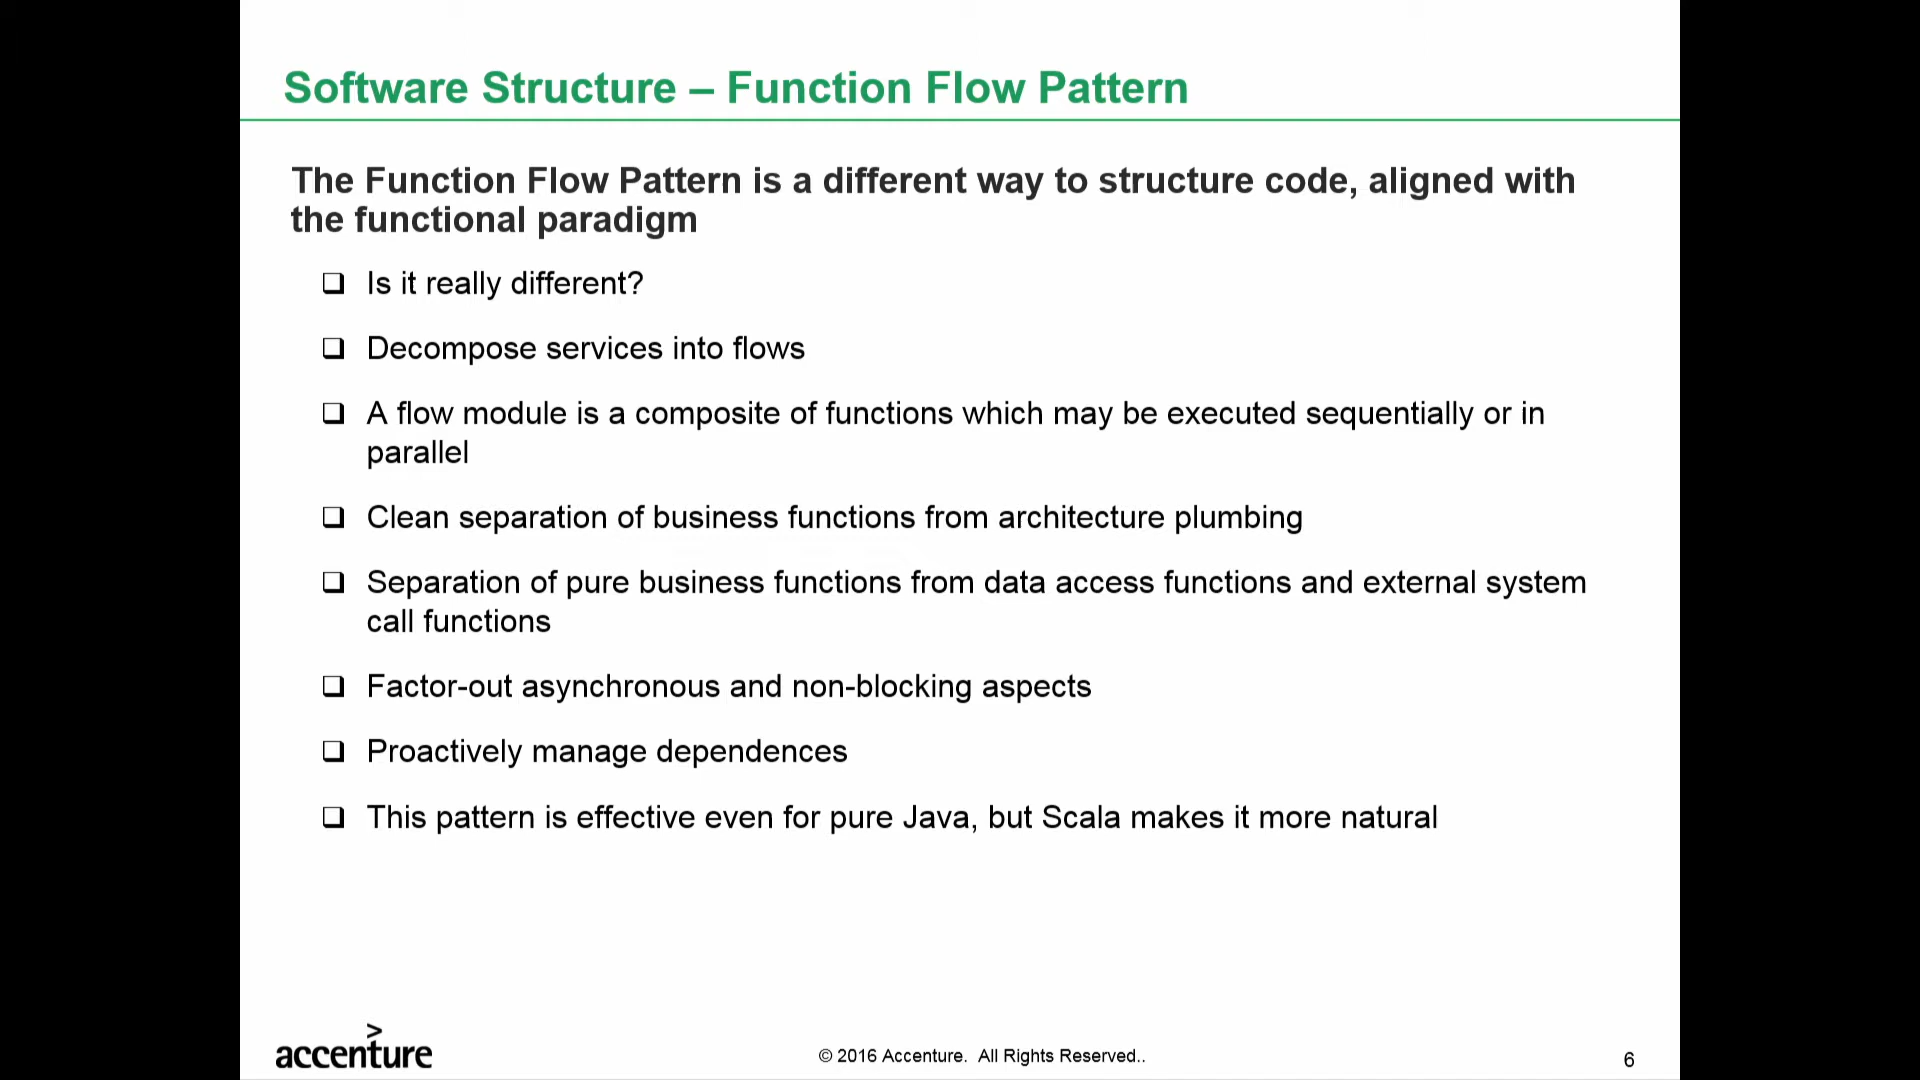 Software Structure – Function Flow Pattern
The Function Flow Pattern is a different way to structure code, aligned with
the functional paradigm
❑ Is it really different?
❑ Decompose services into flows
❑ A flow module is a composite of functions which may be executed sequentially or in
parallel
❑ Clean separation of business functions from architecture plumbing
❑ Separation of pure business functions from data access functions and external system
call functions
❑ Factor-out asynchronous and non-blocking aspects
❑ Proactively manage dependences
❑ This pattern is effective even for pure Java, but Scala makes it more natural
>
accenture
© 2016 Accenture. All Rights Reserved..
6